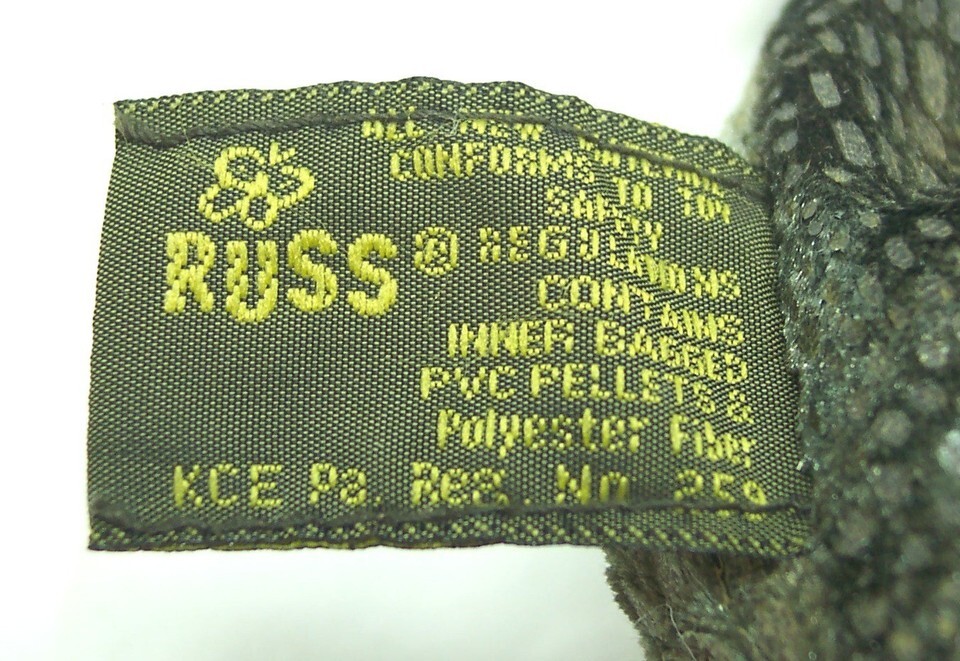 RUSS®
ALL NEW MATERIAL
CONFORMS TO TOY
SAFETY
REGULATIONS
CONTAINS
INNER BAGGED
PVC PELLETS &
Polyester Fiber
KCE Pa. Reg. No 259